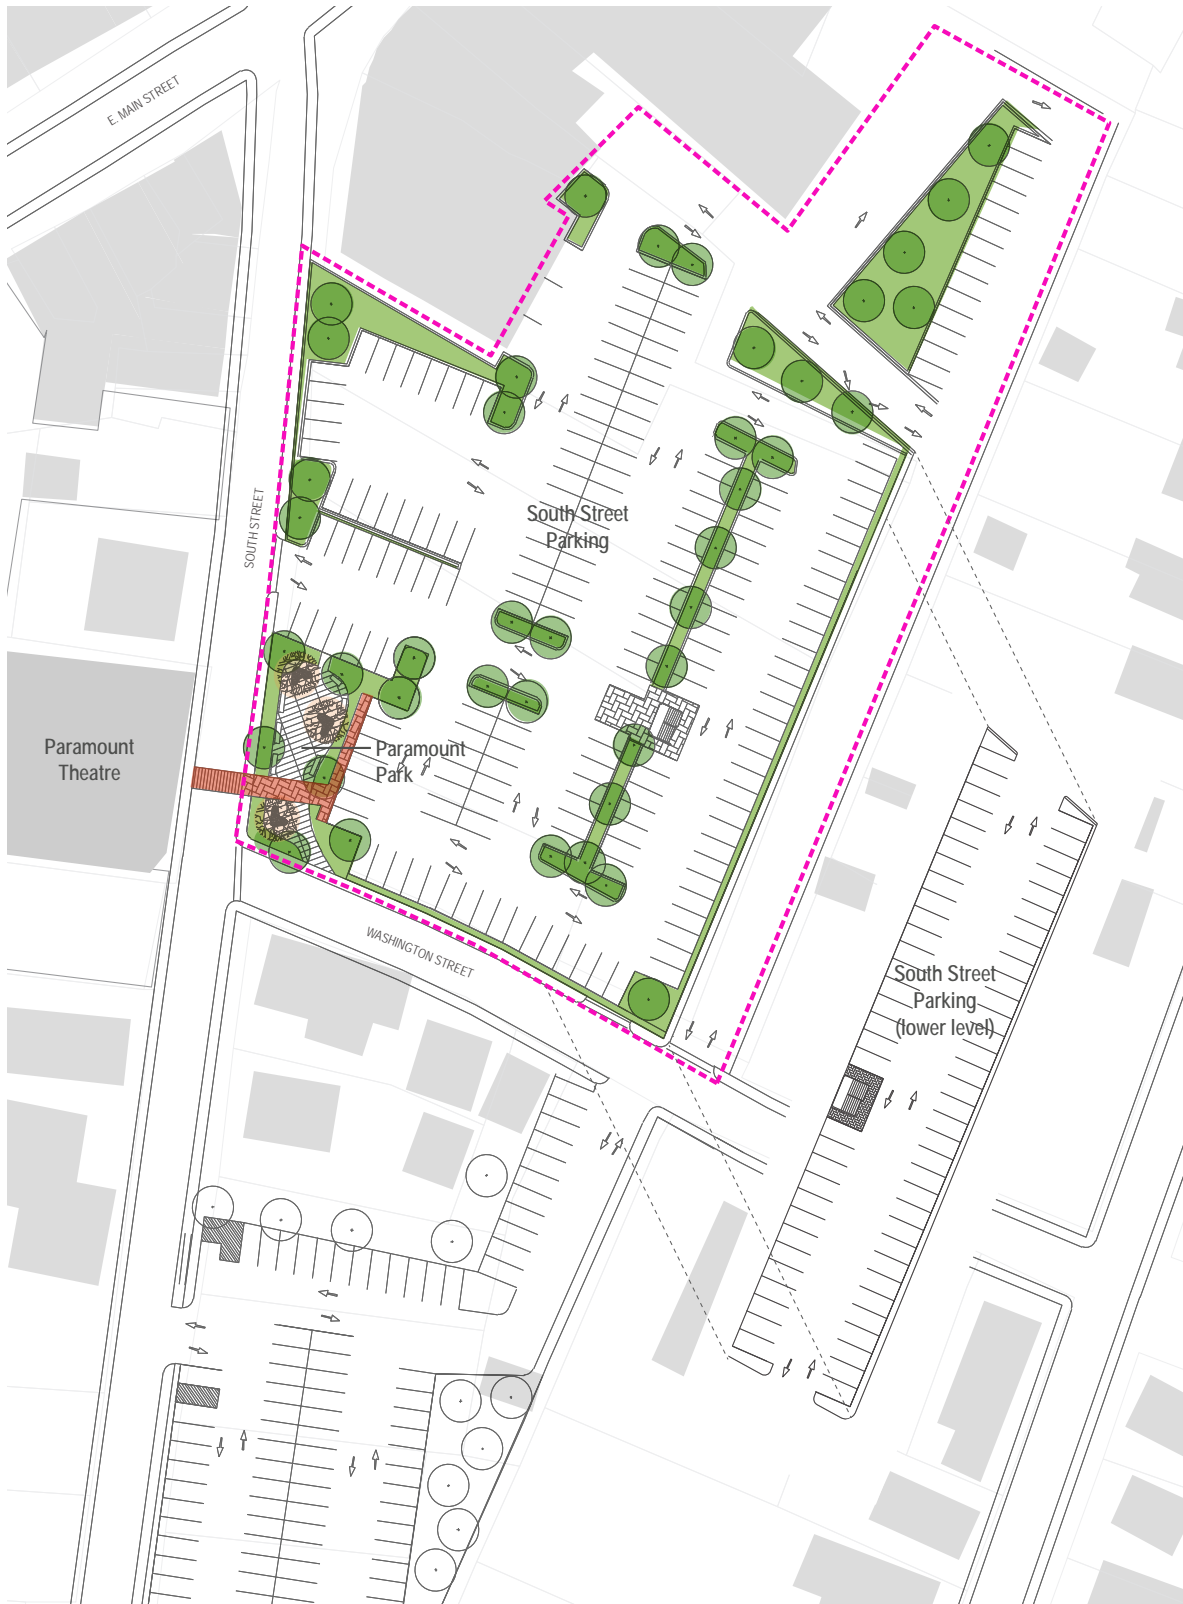 E. MAIN STREET
SOUTH STREET
South Street
Parking
Paramount
Theatre
Paramount
Park
WASHINGTON STREET
South Street
Parking
(lower level)